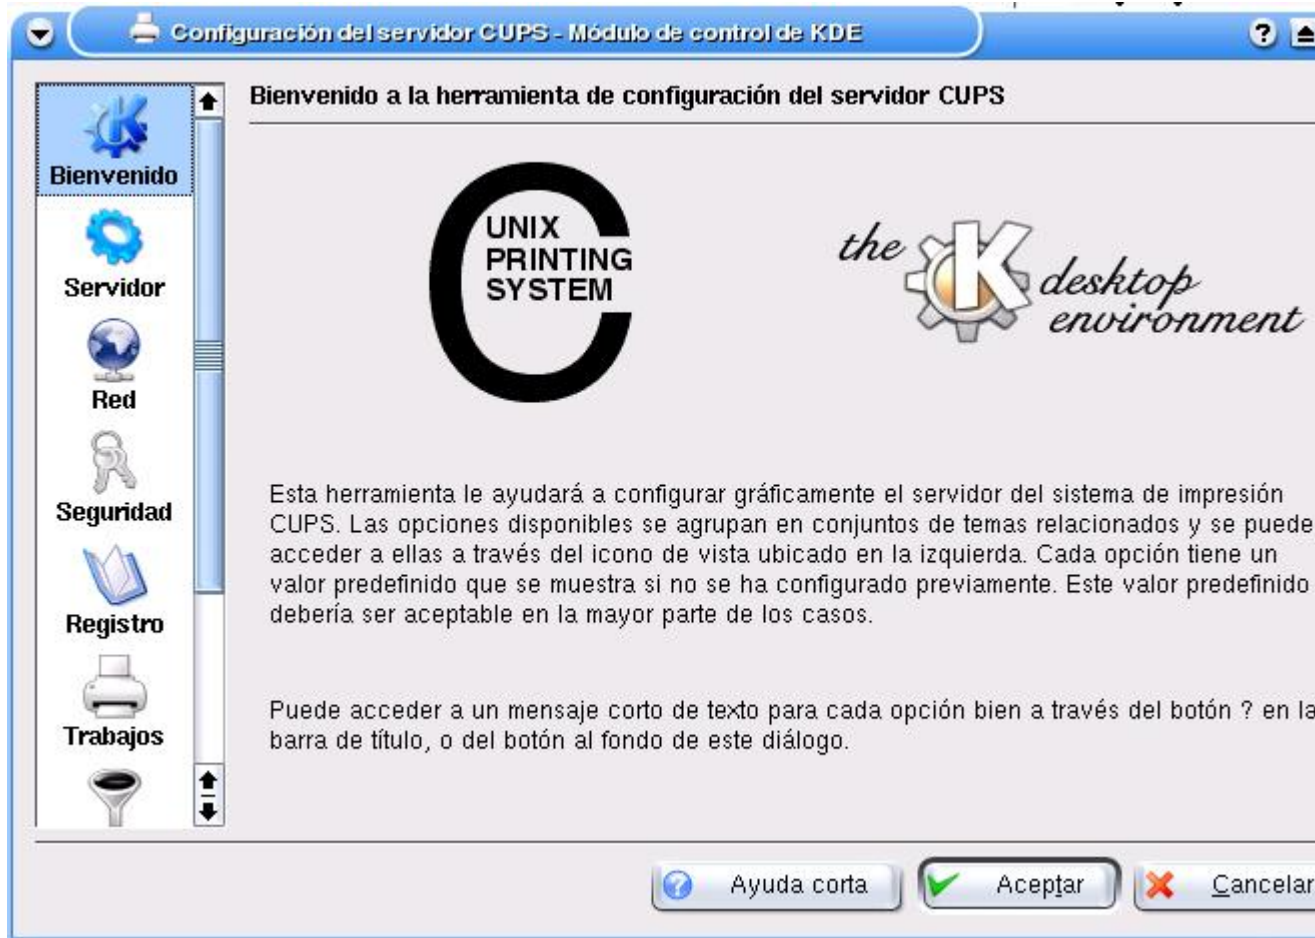 Configuración del servidor CUPS - Módulo de control de KDE
?
Bienvenido
Servidor
Red
Seguridad
Registro
Trabajos
Bienvenido a la herramienta de configuración del servidor CUPS
C
UNIX
PRINTING
SYSTEM
the
K
desktop
environment
Esta herramienta le ayudará a configurar gráficamente el servidor del sistema de impresión
CUPS. Las opciones disponibles se agrupan en conjuntos de temas relacionados y se puede
acceder a ellas a través del icono de vista ubicado en la izquierda. Cada opción tiene un
valor predefinido que se muestra si no se ha configurado previamente. Este valor predefinido
debería ser aceptable en la mayor parte de los casos.
Puede acceder a un mensaje corto de texto para cada opción bien a través del botón ? en la
barra de título, o del botón al fondo de este diálogo.
Ayuda corta
Aceptar
Cancelar